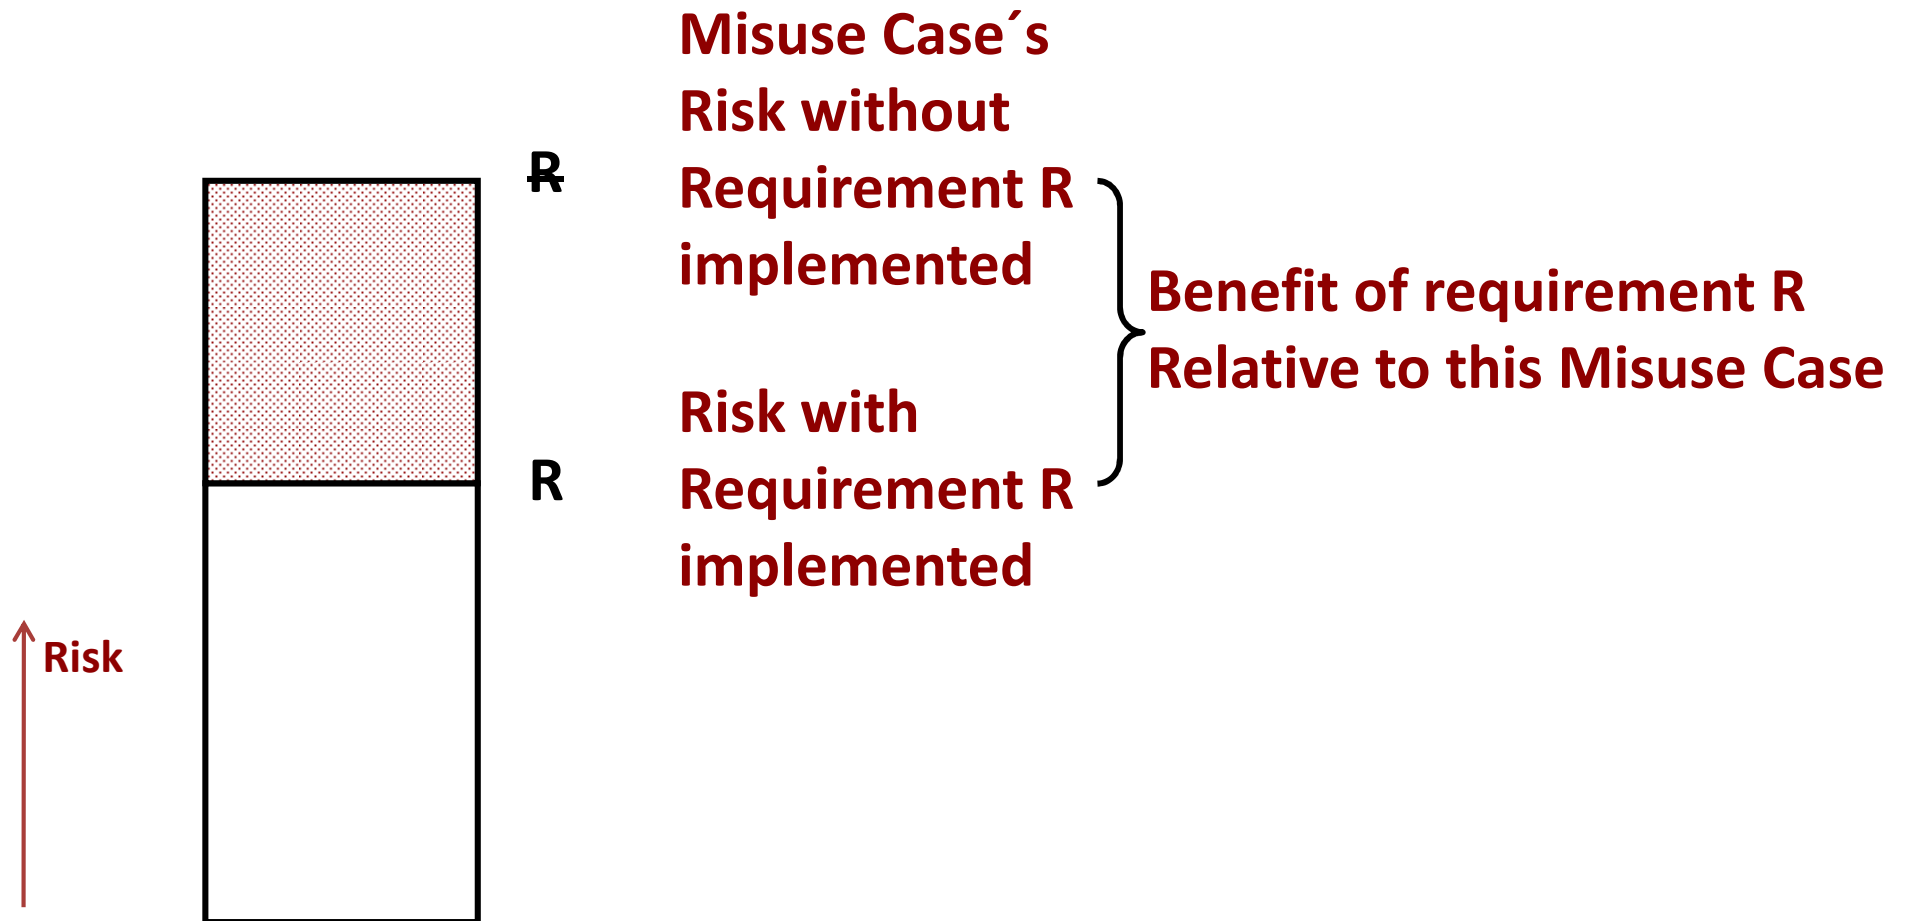 Misuse Case´s
Risk without
Requirement R
implemented
R
Benefit of requirement R
Relative to this Misuse Case
Risk with
Requirement R
implemented
R
Risk